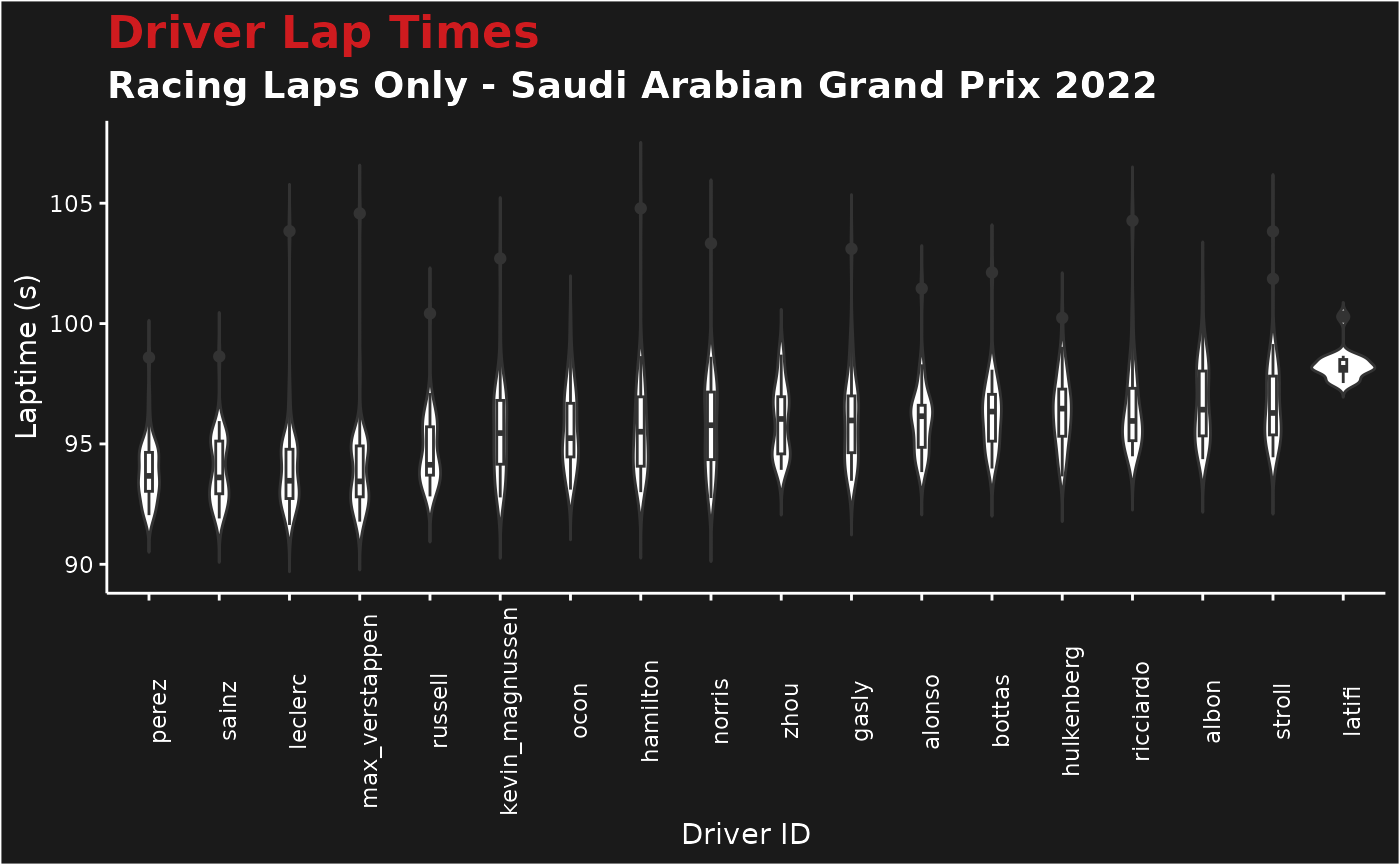 Driver Lap Times
Racing Laps Only - Saudi Arabian Grand Prix 2022
Laptime (s)
105
100
95
90
perez
sainz
leclerc
max_verstappen
russell
kevin_magnussen
ocon
hamilton
norris
zhou
gasly
alonso
bottas
hulkenberg
ricciardo
albon
stroll
latifi
Driver ID